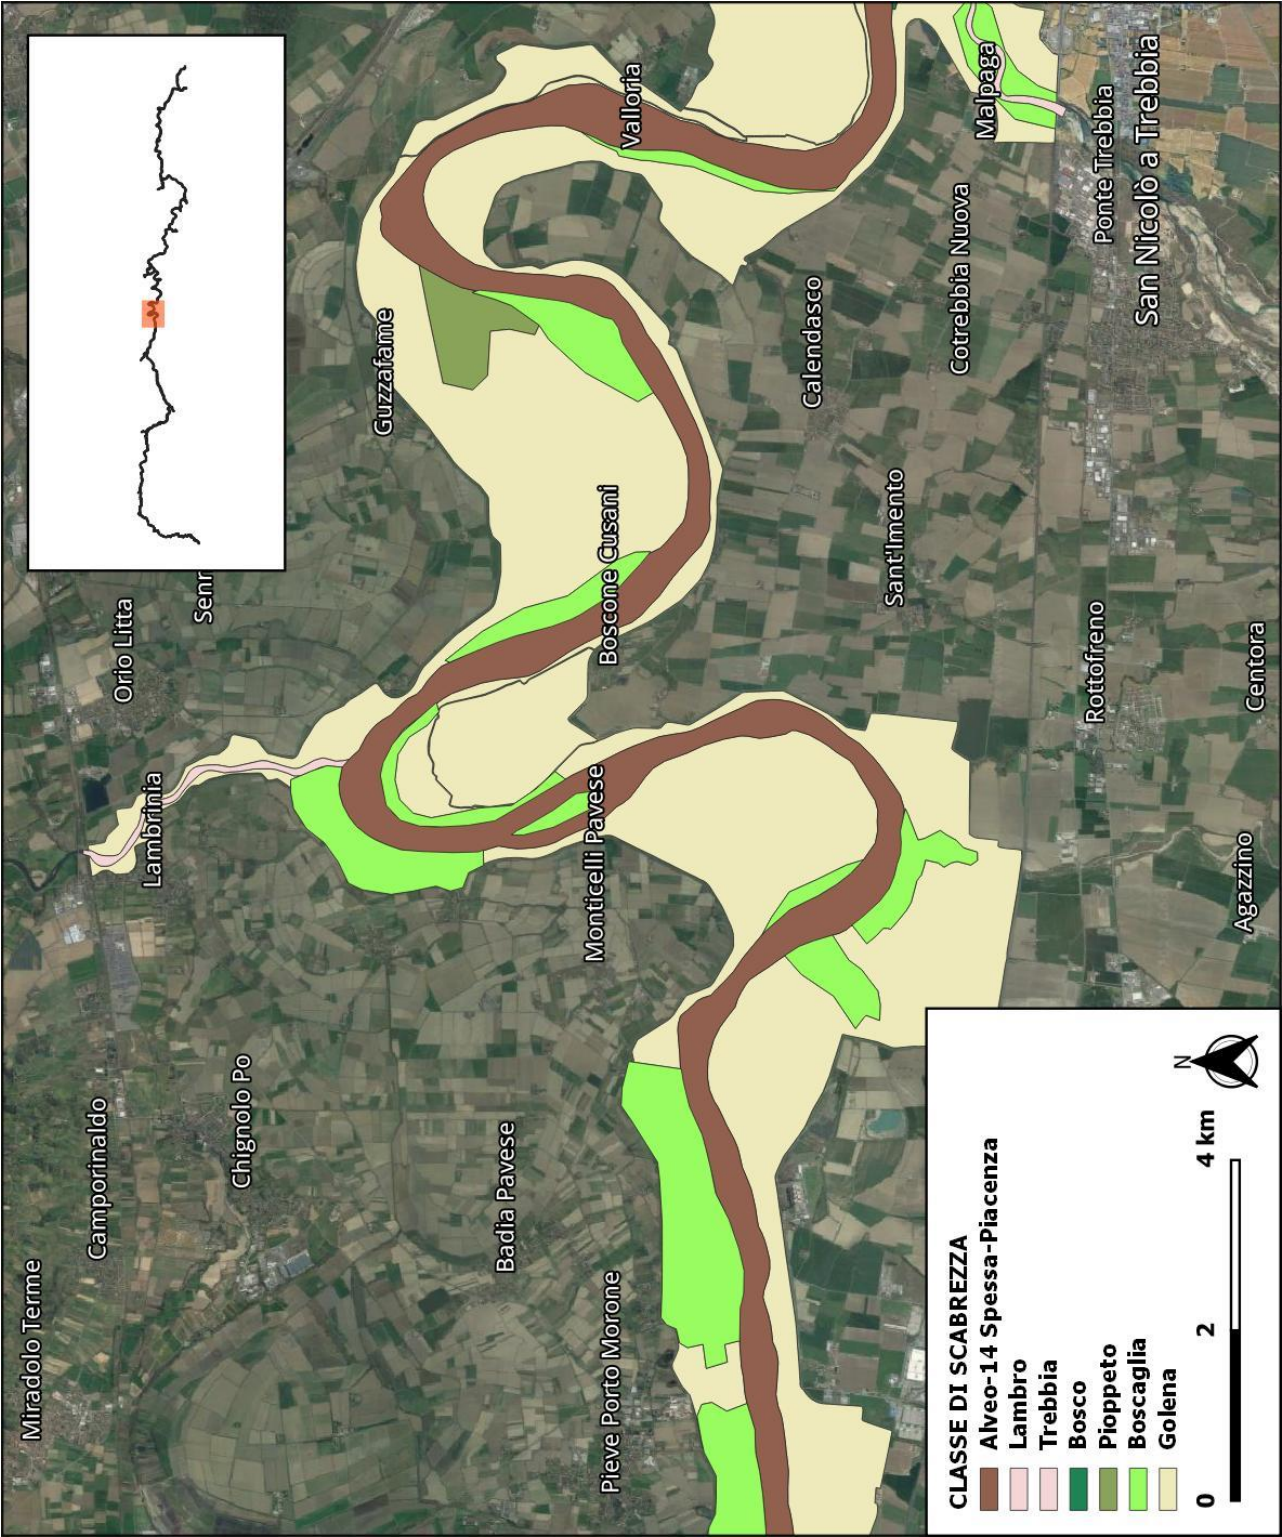 Miradolo Terme
Camporinaldo
Lambrinia
Orio Litta
Senr
Chignolo Po
Guzzafame
Badia Pavese
Pieve Porto Morone
Monticelli Pavese
Boscone Cusani
Valloria
Calendasco
Sant'Imento
Cotrebbia Nuova
Malpaga
Rottofreno
Ponte Trebbia
San Nicolò a Trebbia
Agazzino
Centora
CLASSE DI SCABREZZA
Alveo-14 Spessa-Piacenza
Lambro
Trebbia
Bosco
Pioppeto
Boscaglia
Golena
0 2 4 km
N